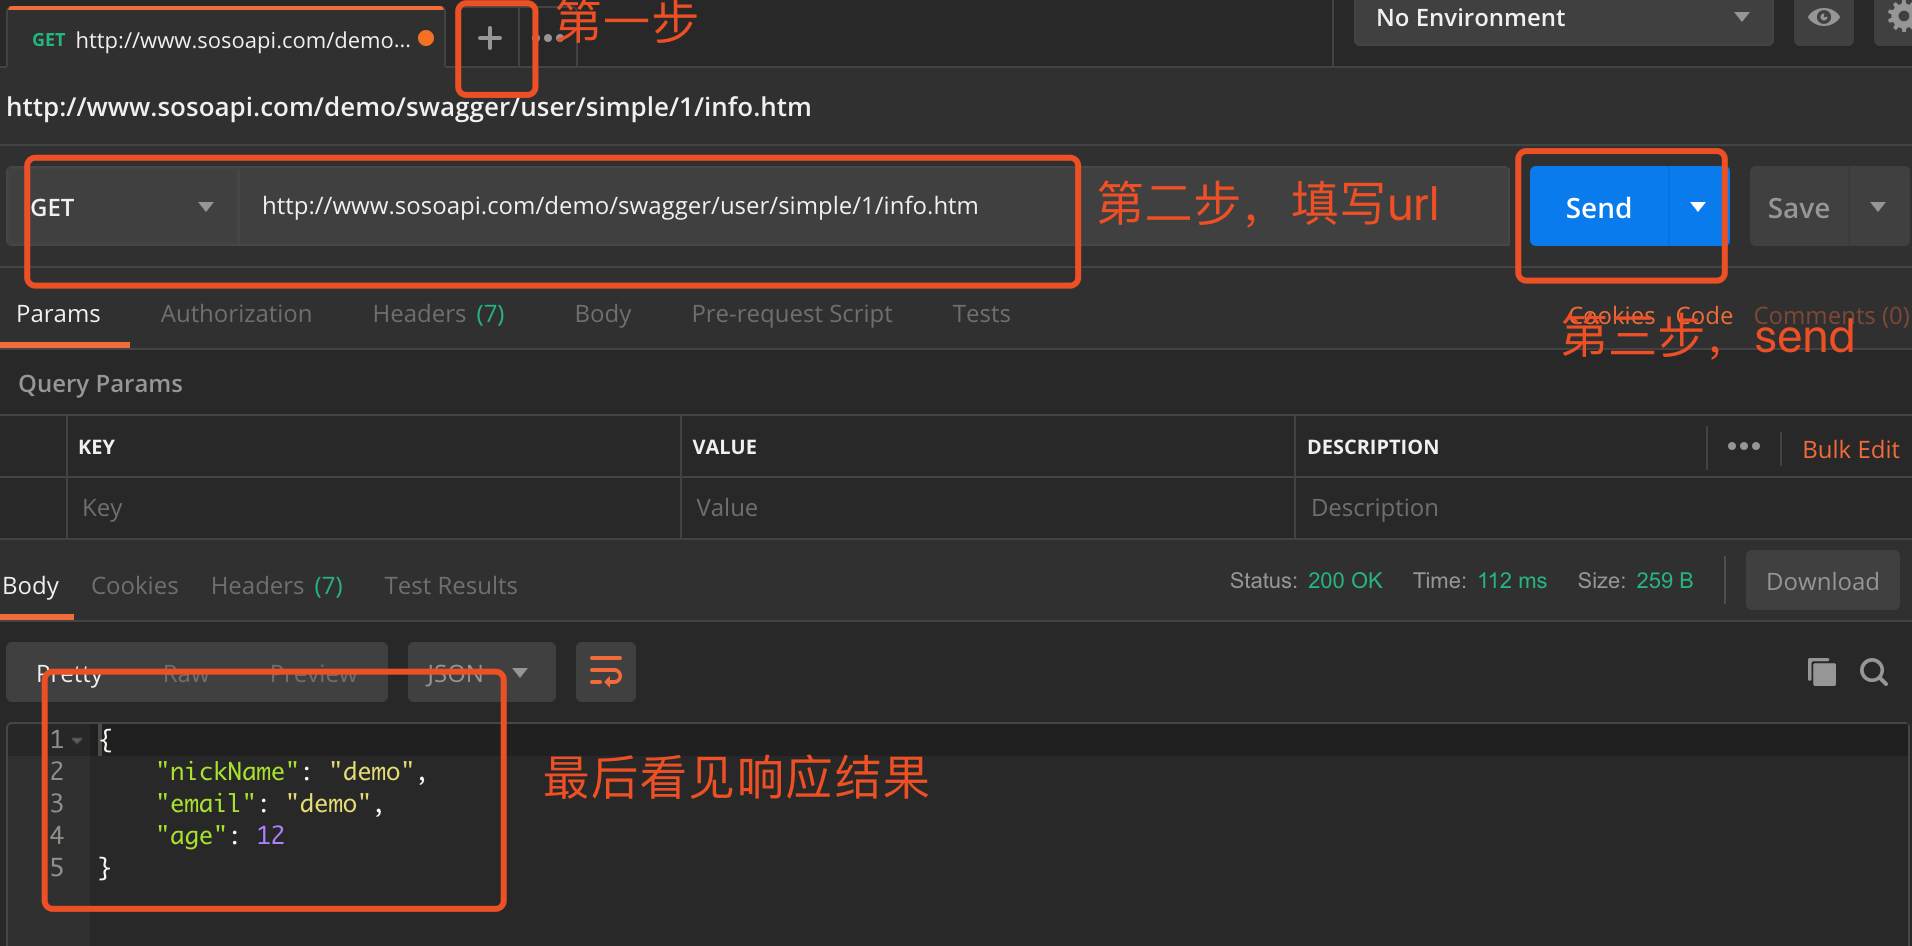 GET http://www.sosoapi.com/demo...
第一步
No Environment
http://www.sosoapi.com/demo/swagger/user/simple/1/info.htm
GET http://www.sosoapi.com/demo/swagger/user/simple/1/info.htm
第二步，填写url
Send
Save
Params Authorization Headers (7) Body Pre-request Script Tests
Cookies Code Comments (0)
第三步，send
Query Params
KEY VALUE DESCRIPTION
Bulk Edit
Key Value Description
Body Cookies Headers (7) Test Results
Status: 200 OK Time: 112 ms Size: 259 B
Download
Pretty Raw Preview JSON
1 {
2 "nickName": "demo",
3 "email": "demo",
4 "age": 12
5 }
最后看见响应结果